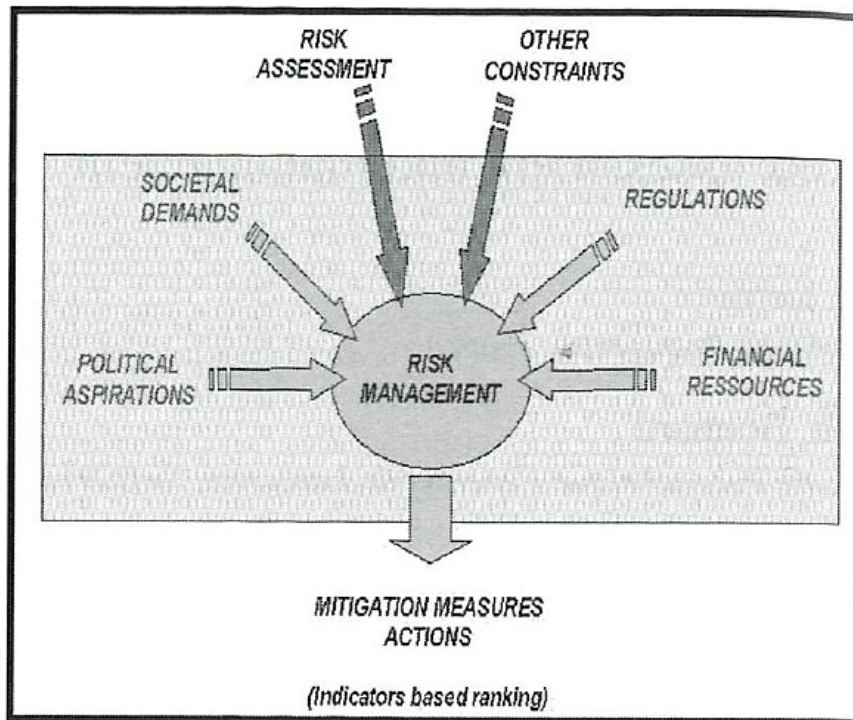 RISK
ASSESSMENT
OTHER
CONSTRAINTS
SOCIETAL
DEMANDS
REGULATIONS
POLITICAL
ASPIRATIONS
RISK
MANAGEMENT
FINANCIAL
RESSOURCES
MITIGATION MEASURES
ACTIONS
(Indicators based ranking)